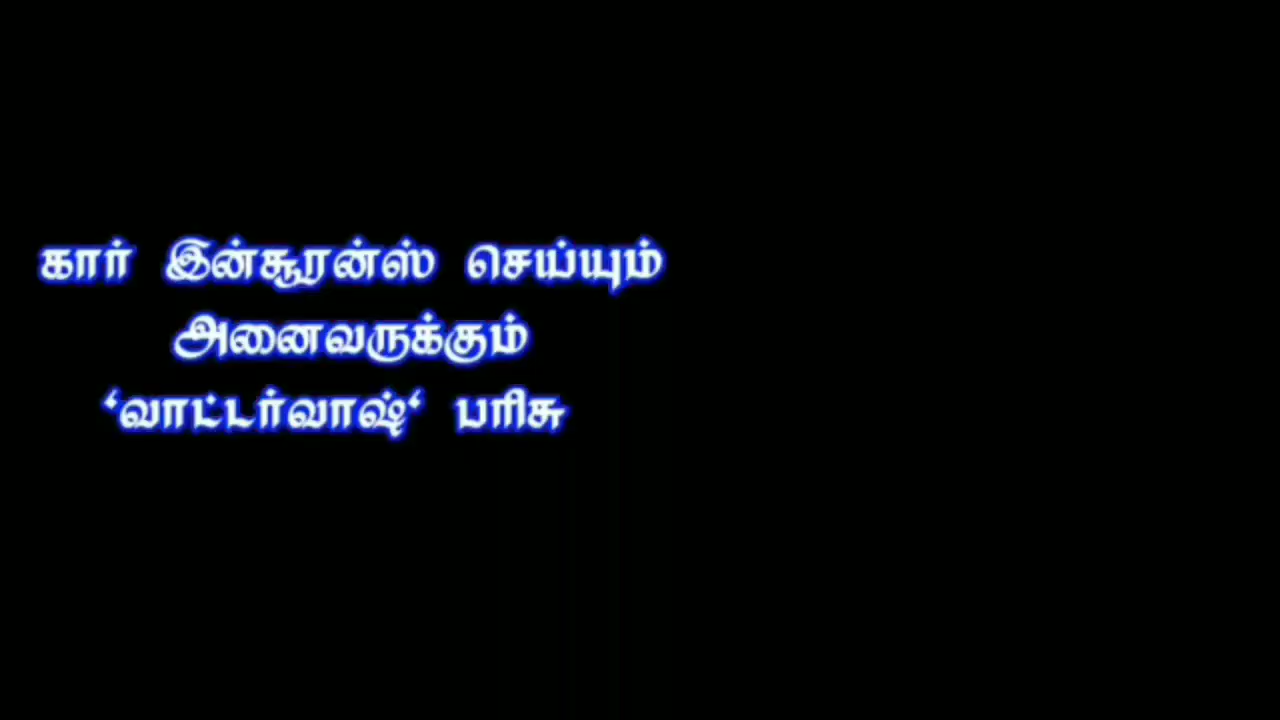 கார் இன்சூரன்ஸ் செய்யும்
அனைவருக்கும்
‘வாட்டர்வாஷ்‘ பரிசு